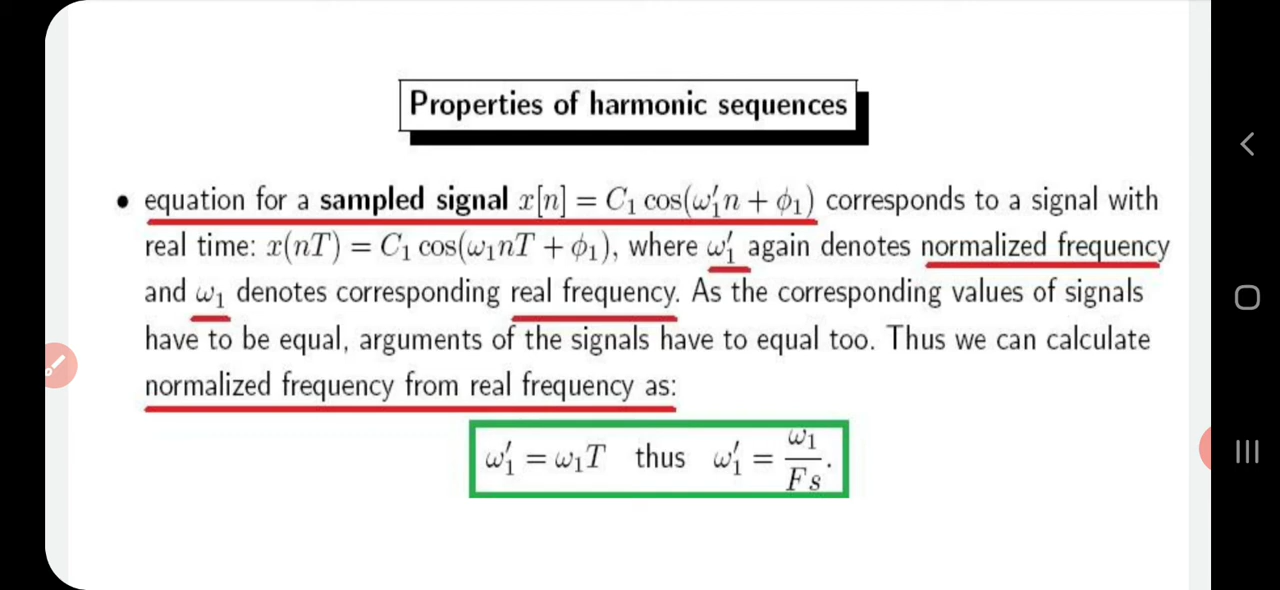 Properties of harmonic sequences
• equation for a sampled signal x[n] = C₁ cos(ω′₁n + ϕ₁) corresponds to a signal with
real time: x(nT) = C₁ cos(ω₁nT + ϕ₁), where ω′₁ again denotes normalized frequency
and ω₁ denotes corresponding real frequency. As the corresponding values of signals
have to be equal, arguments of the signals have to equal too. Thus we can calculate
normalized frequency from real frequency as:
ω′₁ = ω₁T thus ω′₁ = ω₁/Fs.